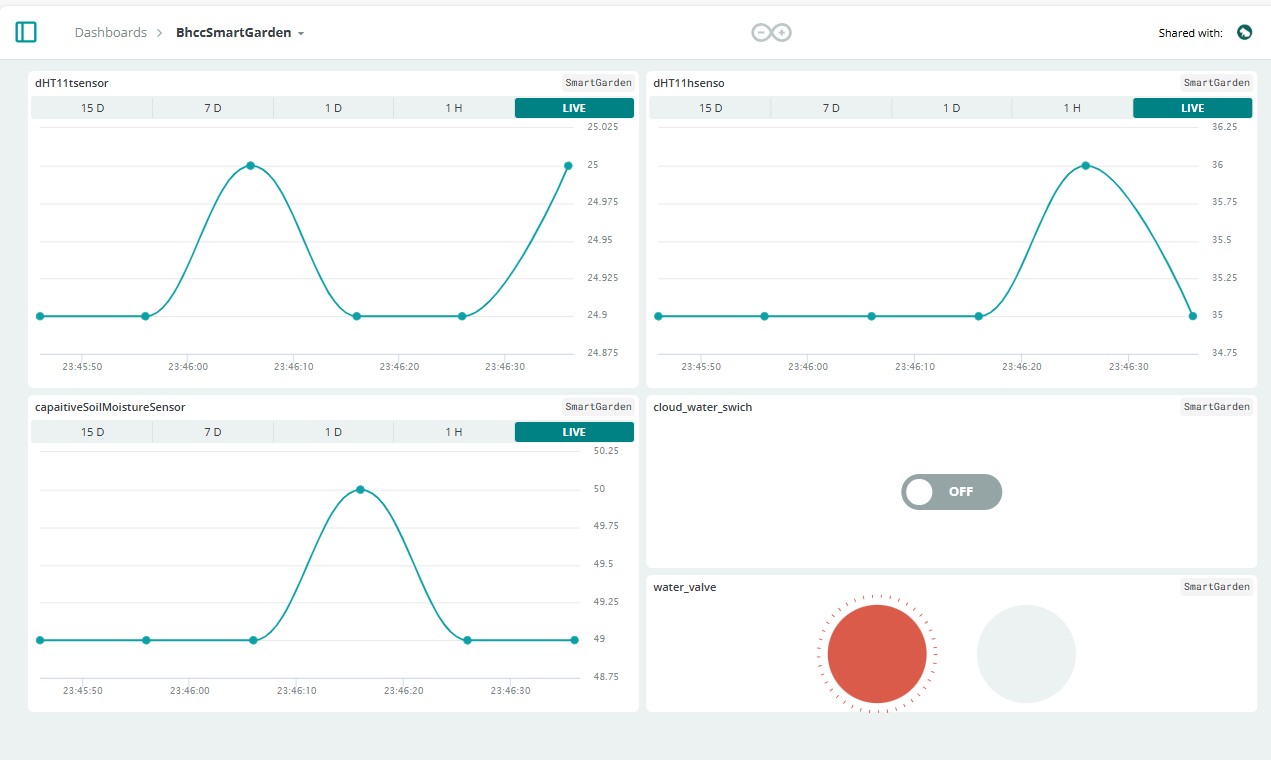 Dashboards > BhccSmartGarden
Shared with:
dHT11tsensor SmartGarden
15 D 7 D 1 D 1 H LIVE
25.025
25
24.975
24.95
24.925
24.9
24.875
23:45:50 23:46:00 23:46:10 23:46:20 23:46:30
dHT11hsenso SmartGarden
15 D 7 D 1 D 1 H LIVE
36.25
36
35.75
35.5
35.25
35
34.75
23:45:50 23:46:00 23:46:10 23:46:20 23:46:30
capaitiveSoilMoistureSensor SmartGarden
15 D 7 D 1 D 1 H LIVE
50.25
50
49.75
49.5
49.25
49
48.75
23:45:50 23:46:00 23:46:10 23:46:20 23:46:30
cloud_water_swich SmartGarden
OFF
water_valve SmartGarden